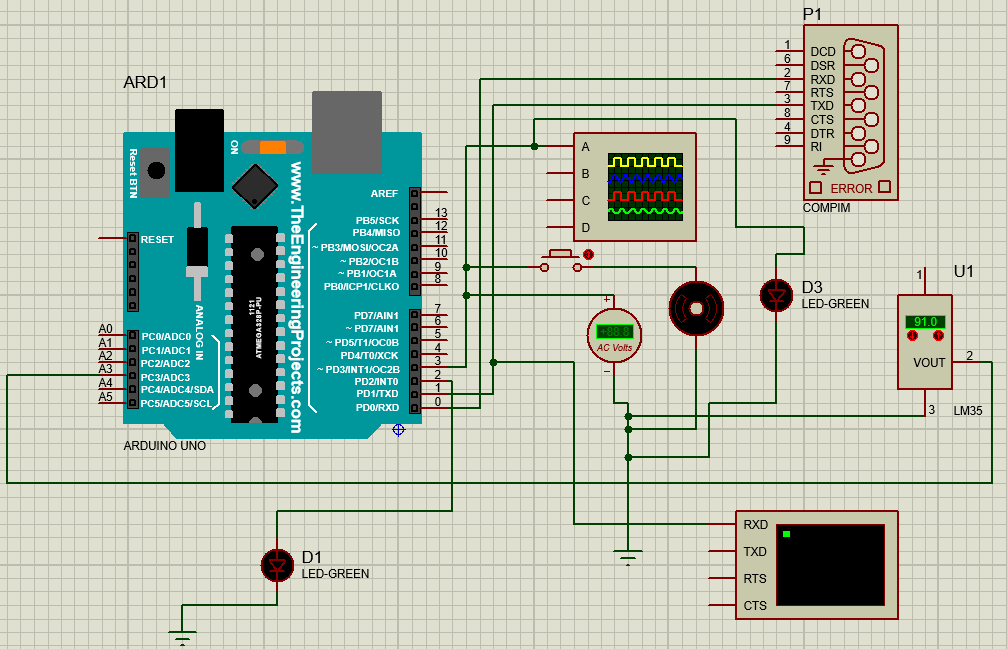 P1
1 DCD
6 DSR
2 RXD
7 RTS
3 TXD
8 CTS
4 DTR
9 RI
ERROR
COMPIM
ARD1
Reset BTN
ON
www.TheEngineeringProjects.com
RESET
AREF
PB5/SCK 13
PB4/MISO 12
~ PB3/MOSI/OC2A 11
~ PB2/OC1B 10
~ PB1/OC1A 9
PB0/ICP1/CLKO 8
PD7/AIN1 7
~ PD7/AIN1 6
~ PD5/T1/OC0B 5
PD4/T0/XCK 4
~ PD3/INT1/OC2B 3
PD2/INT0 2
PD1/TXD 1
PD0/RXD 0
1121
ATMEGA328P-PU
ANALOG IN
A0 PC0/ADC0
A1 PC1/ADC1
A2 PC2/ADC2
A3 PC3/ADC3
A4 PC4/ADC4/SDA
A5 PC5/ADC5/SCL
ARDUINO UNO
A
B
C
D
+
+88.8
AC Volts
−
D3
LED-GREEN
U1
1
91.0
VOUT 2
3
LM35
D1
LED-GREEN
RXD
TXD
RTS
CTS